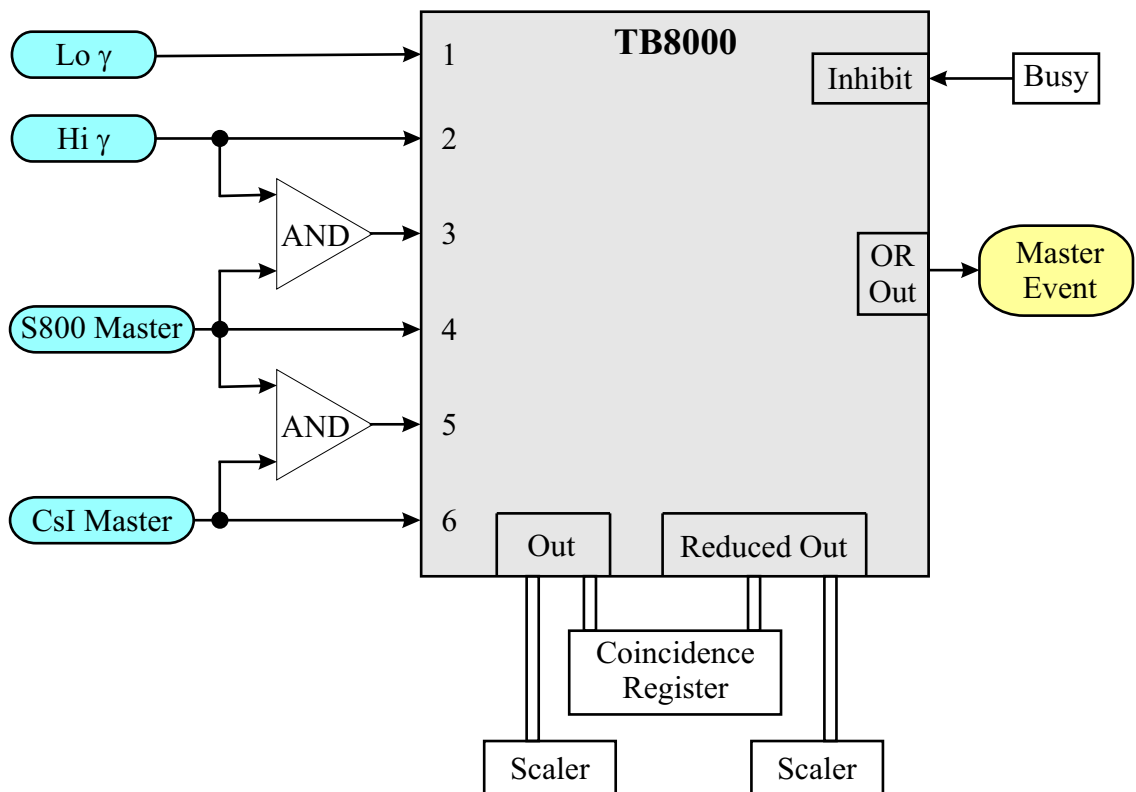 TB8000
Lo γ
1
Inhibit
Busy
Hi γ
2
AND
3
OR
Out
Master
Event
S800 Master
4
AND
5
CsI Master
6
Out
Reduced Out
Coincidence
Register
Scaler
Scaler